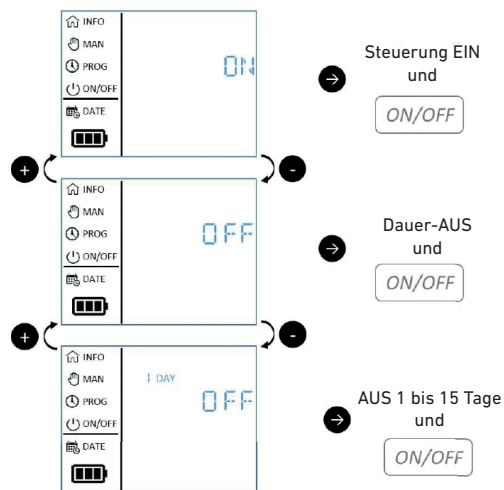 INFO
MAN
PROG
ON/OFF
DATE
ON
Steuerung EIN
und
ON/OFF
+
-
INFO
MAN
PROG
ON/OFF
DATE
OFF
Dauer-AUS
und
ON/OFF
+
-
INFO
MAN
PROG
ON/OFF
DATE
1 DAY
OFF
AUS 1 bis 15 Tage
und
ON/OFF